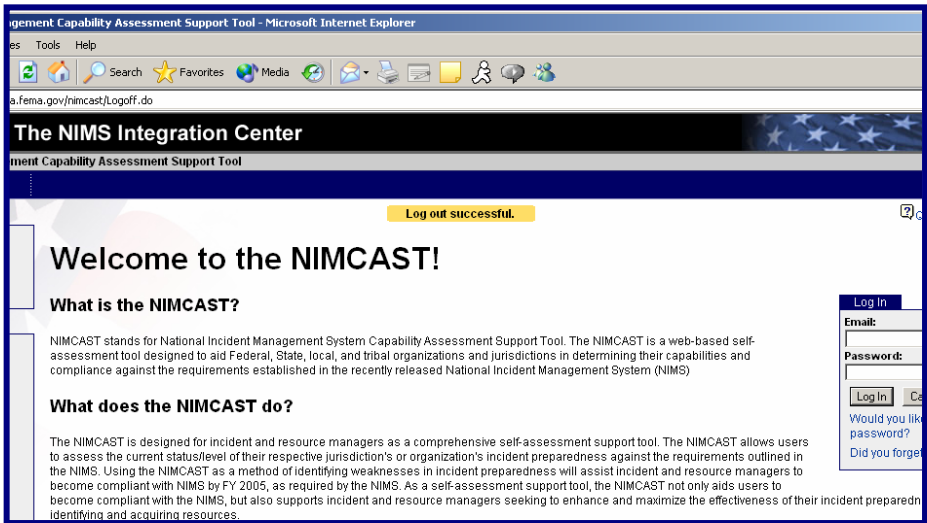 gement Capability Assessment Support Tool - Microsoft Internet Explorer
es Tools Help
Search Favorites Media
a.fema.gov/nimcast/Logoff.do
The NIMS Integration Center
ment Capability Assessment Support Tool
Log out successful.
Welcome to the NIMCAST!
What is the NIMCAST?
NIMCAST stands for National Incident Management System Capability Assessment Support Tool. The NIMCAST is a web-based self-
assessment tool designed to aid Federal, State, local, and tribal organizations and jurisdictions in determining their capabilities and
compliance against the requirements established in the recently released National Incident Management System (NIMS)
What does the NIMCAST do?
The NIMCAST is designed for incident and resource managers as a comprehensive self-assessment support tool. The NIMCAST allows users
to assess the current status/level of their respective jurisdiction's or organization's incident preparedness against the requirements outlined in
the NIMS. Using the NIMCAST as a method of identifying weaknesses in incident preparedness will assist incident and resource managers to
become compliant with NIMS by FY 2005, as required by the NIMS. As a self-assessment support tool, the NIMCAST not only aids users to
become compliant with the NIMS, but also supports incident and resource managers seeking to enhance and maximize the effectiveness of their incident preparedn
identifying and acquiring resources.
Log In
Email:
Password:
Log In Ca
Would you lik
password?
Did you forget